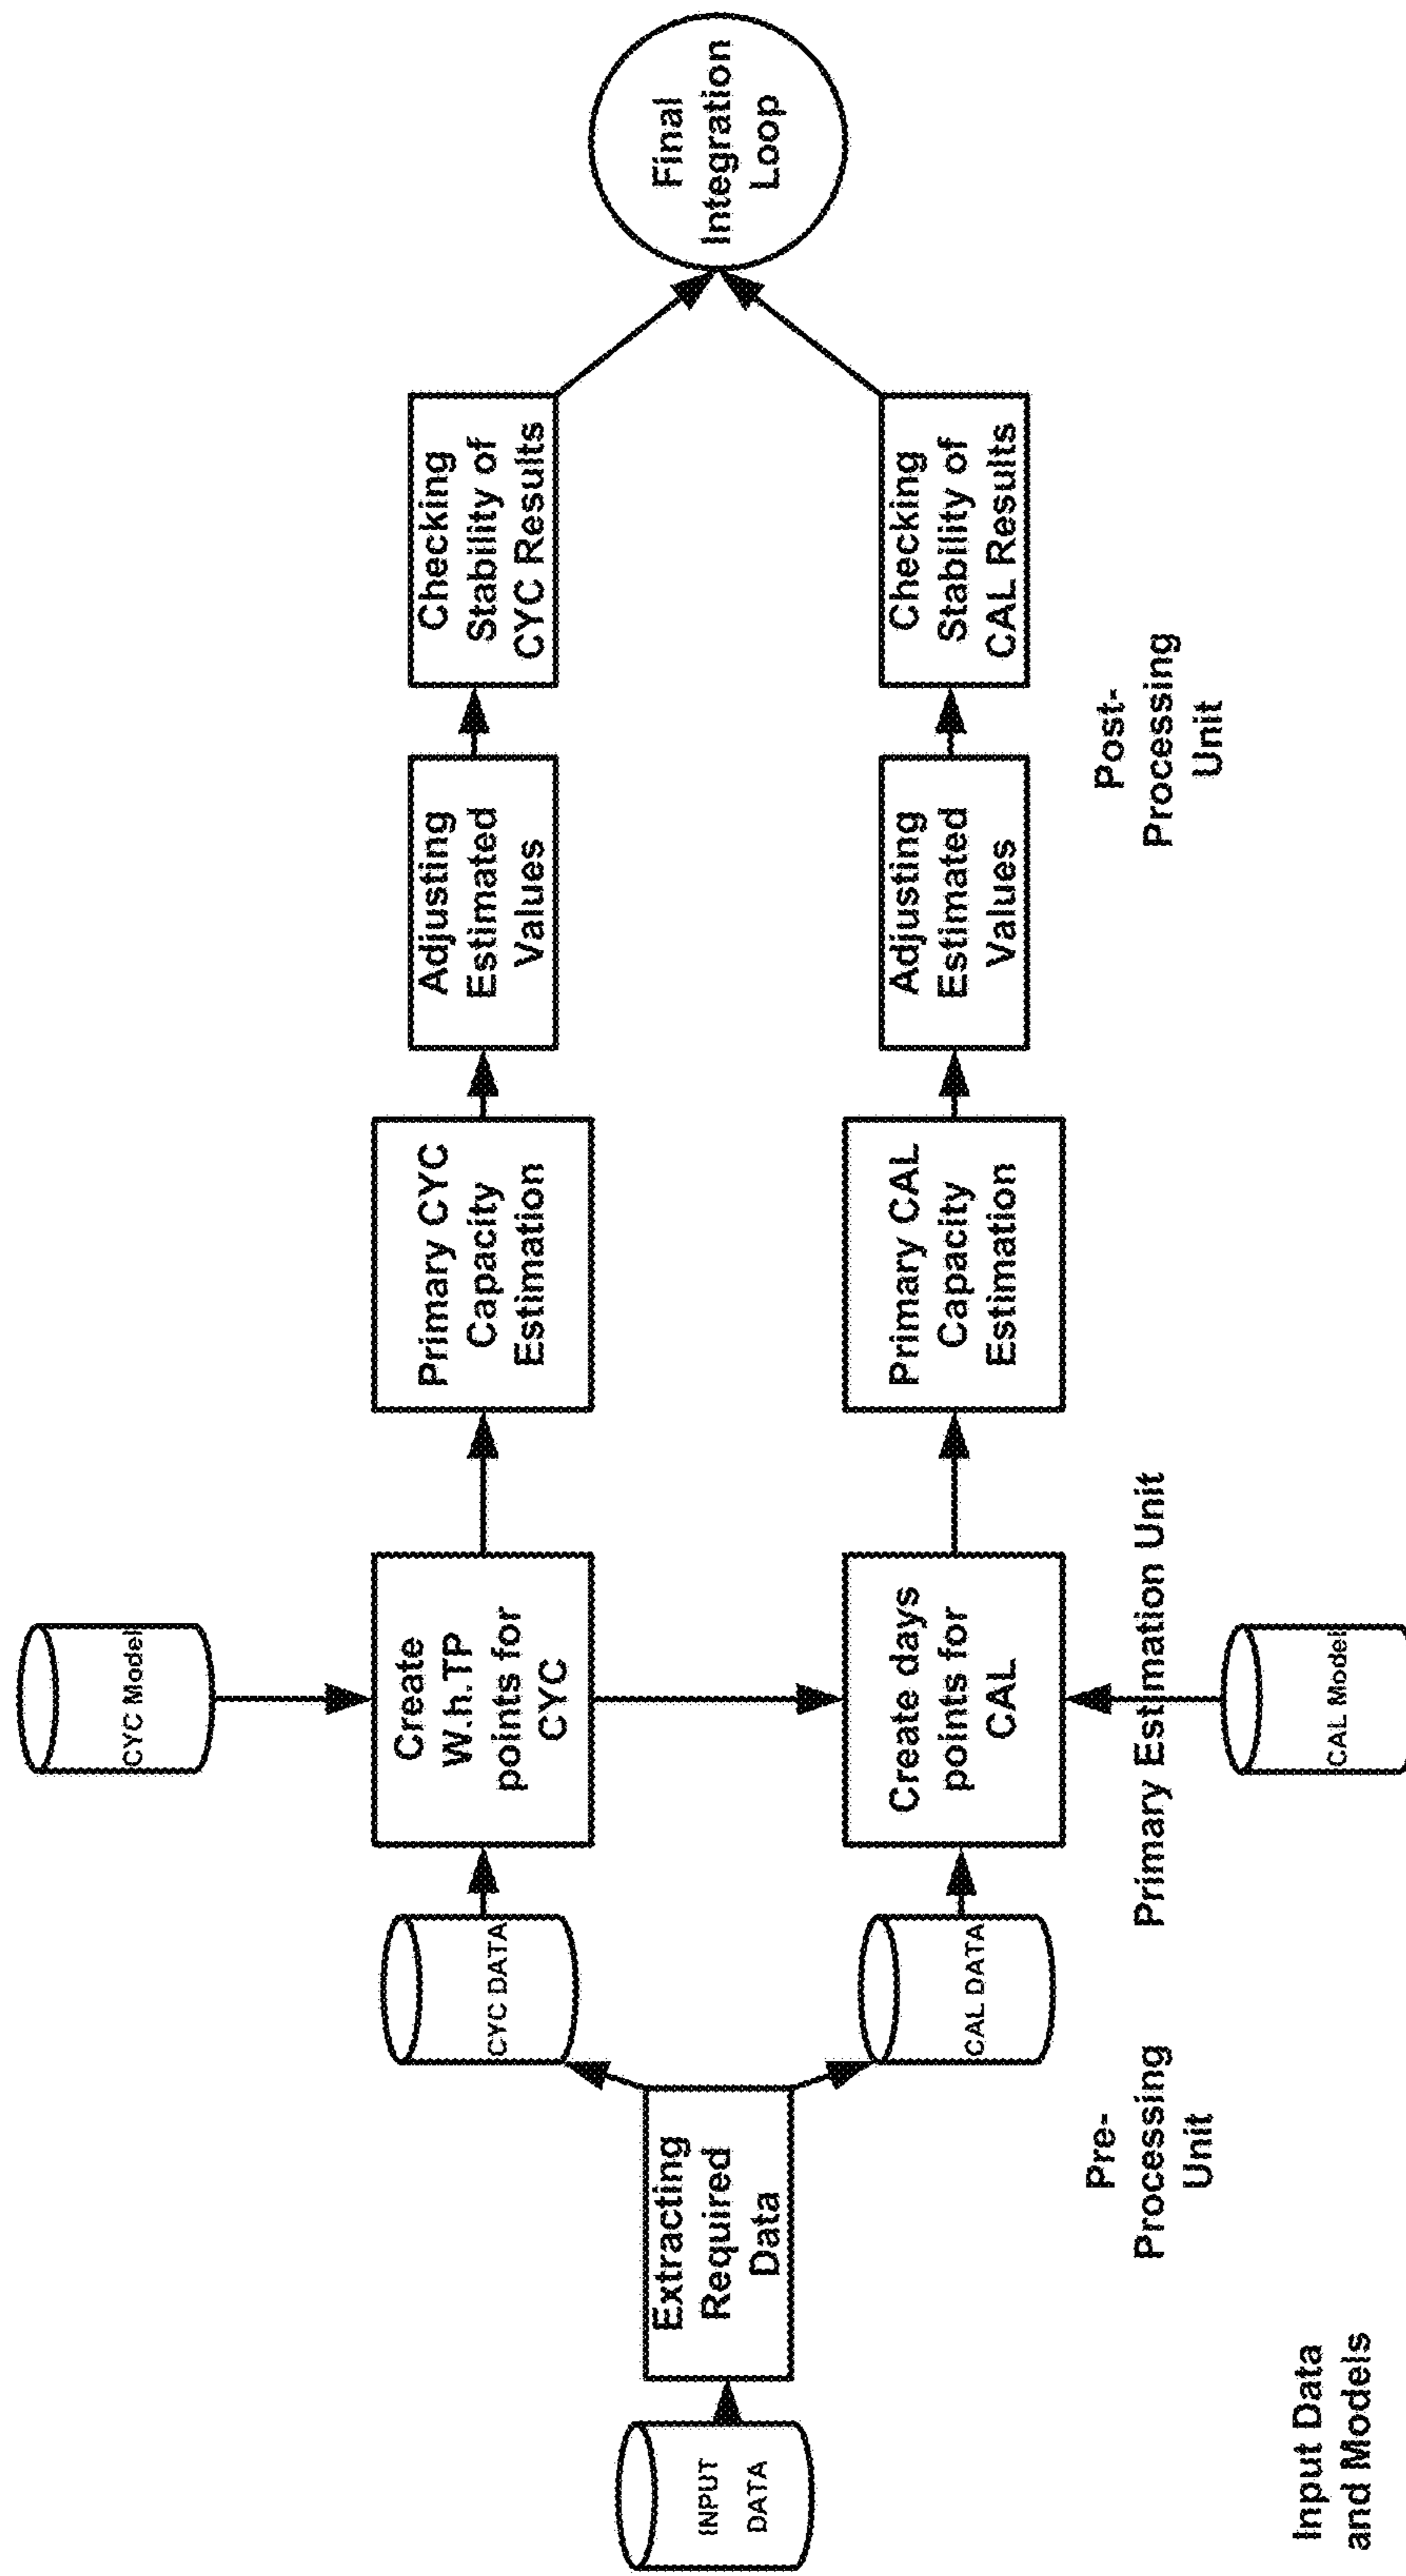 CYC Model
INPUT
DATA
Extracting
Required
Data
CYC DATA
Create
W.h.TP
points for
CYC
Primary CYC
Capacity
Estimation
Adjusting
Estimated
Values
Checking
Stability of
CYC Results
CAL DATA
Create days
points for
CAL
Primary CAL
Capacity
Estimation
Adjusting
Estimated
Values
Checking
Stability of
CAL Results
Final
Integration
Loop
CAL Model
Input Data
and Models
Pre-
Processing
Unit
Primary Estimation Unit
Post-
Processing
Unit